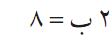 ٢ ب = ٨